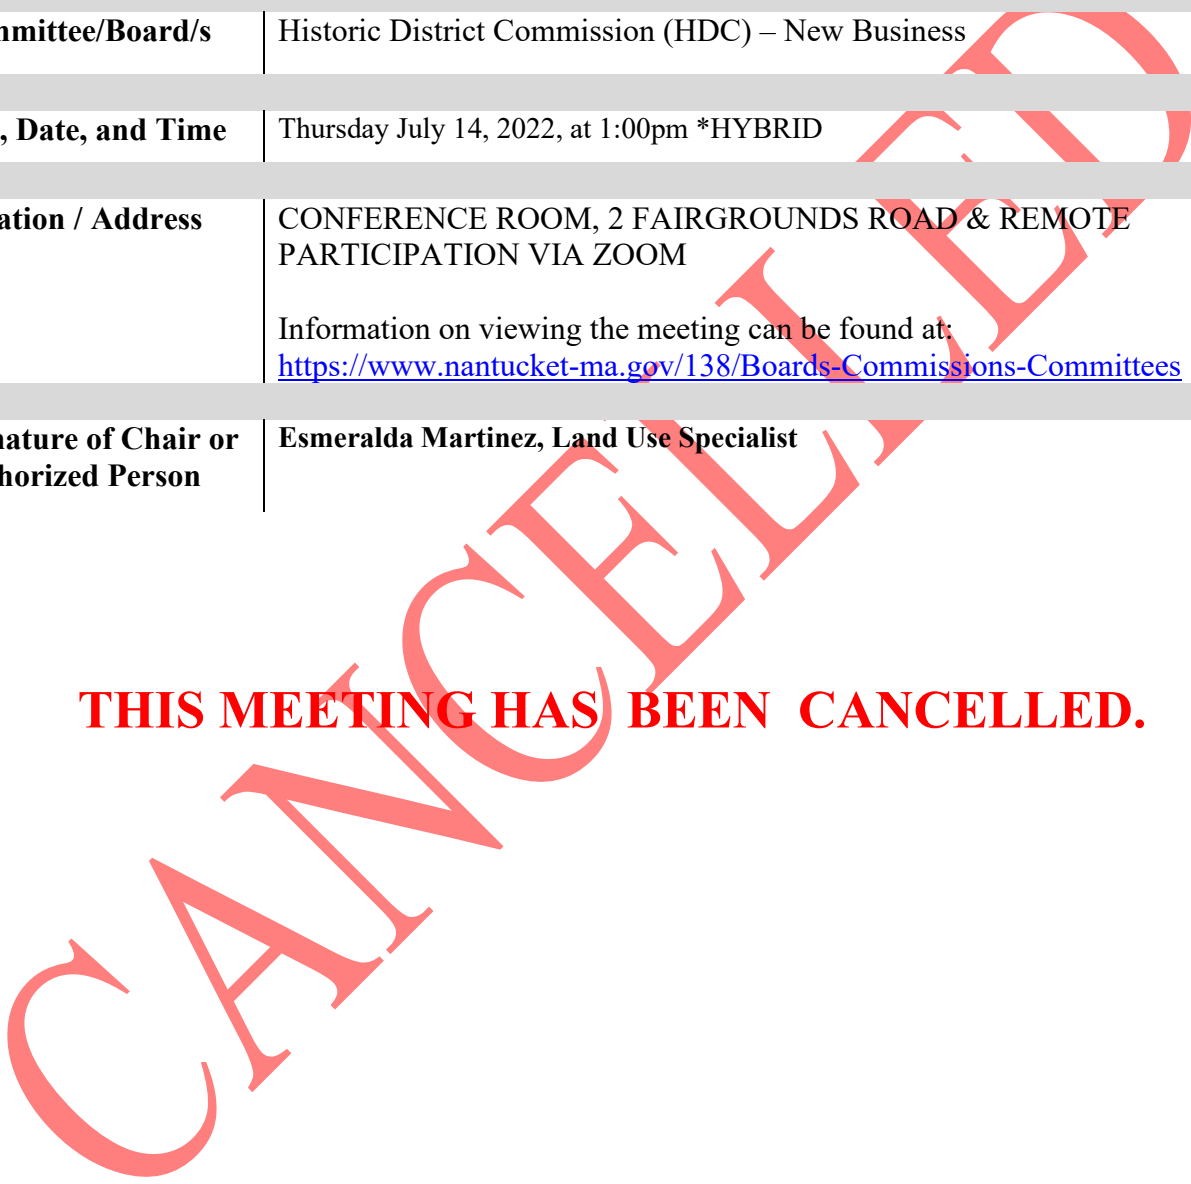 mmittee/Board/s Historic District Commission (HDC) – New Business
, Date, and Time Thursday July 14, 2022, at 1:00pm *HYBRID
ation / Address CONFERENCE ROOM, 2 FAIRGROUNDS ROAD & REMOTE
PARTICIPATION VIA ZOOM
Information on viewing the meeting can be found at:
https://www.nantucket-ma.gov/138/Boards-Commissions-Committees
nature of Chair or Esmeralda Martinez, Land Use Specialist
horized Person
THIS MEETING HAS BEEN CANCELLED.
CANCELLED